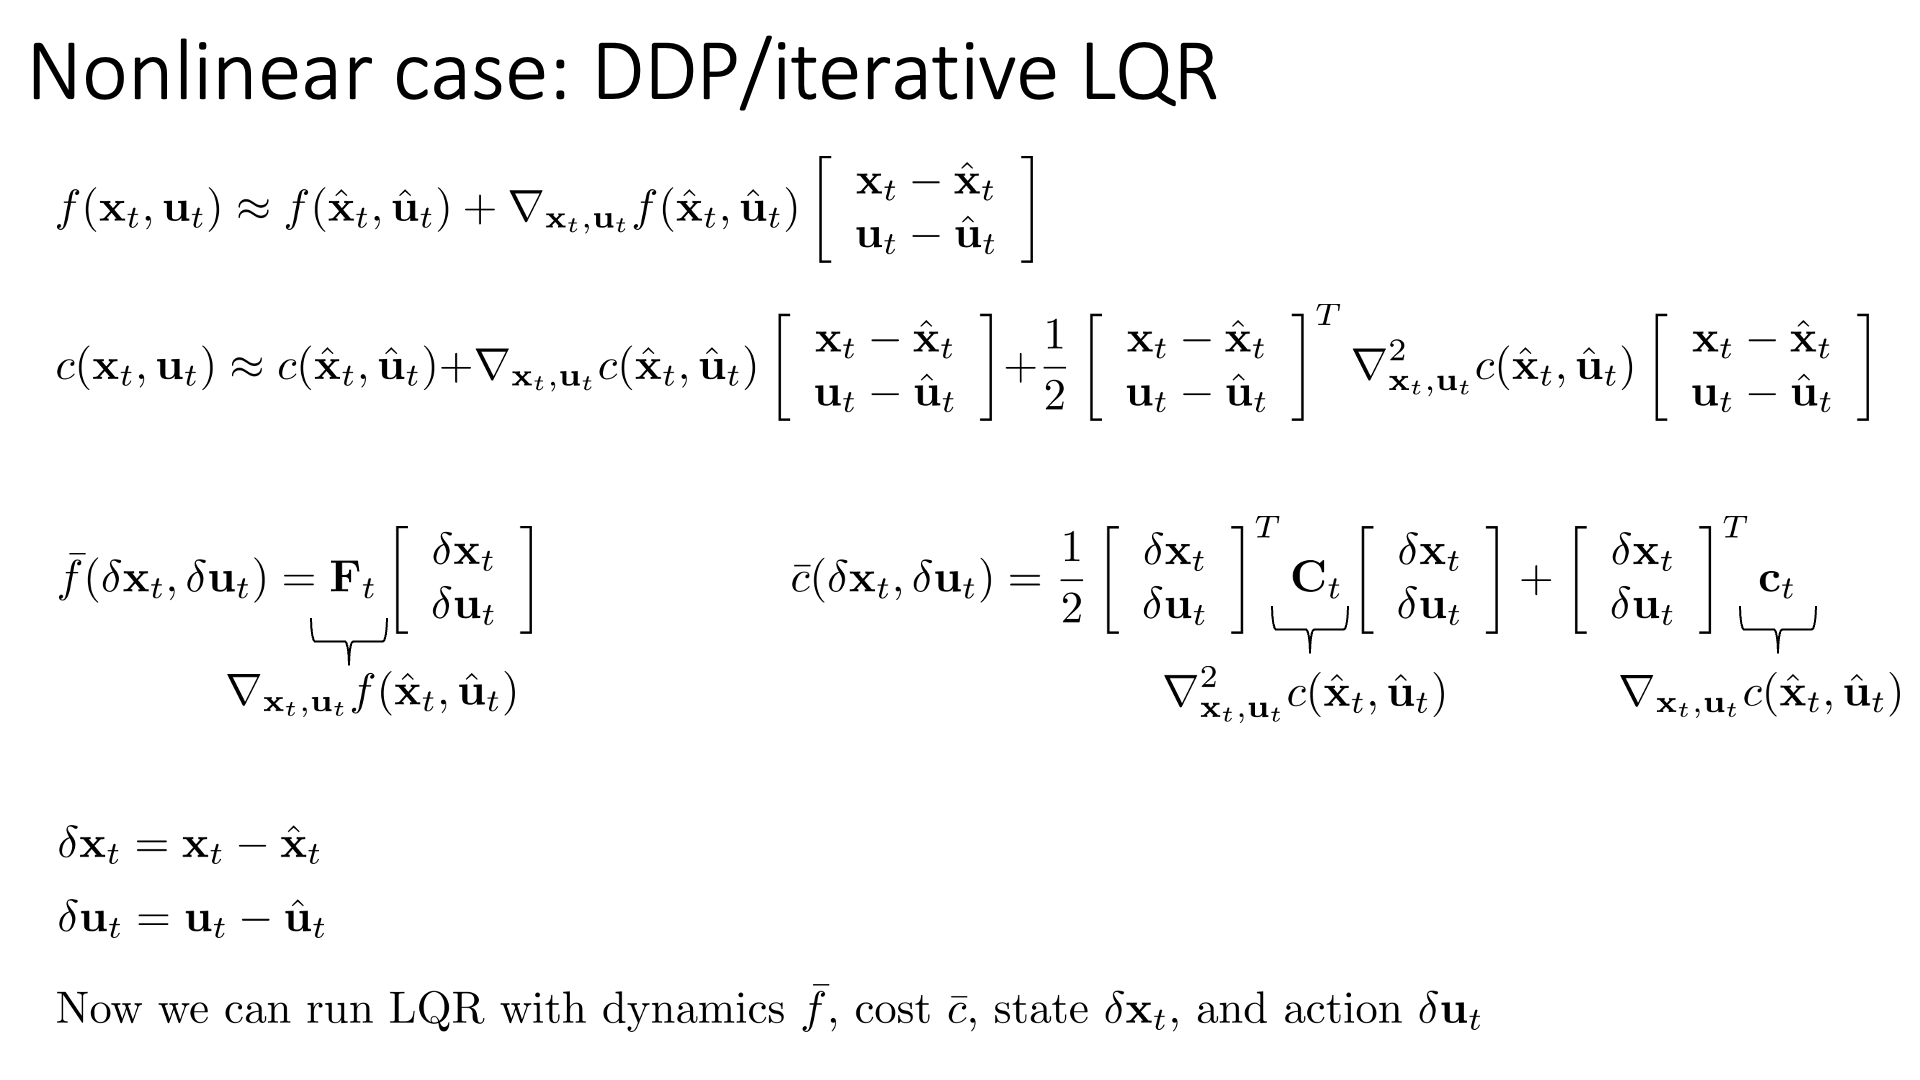 Nonlinear case: DDP/iterative LQR
$f(\mathbf{x}_t, \mathbf{u}_t) \approx f(\hat{\mathbf{x}}_t, \hat{\mathbf{u}}_t) + \nabla_{\mathbf{x}_t, \mathbf{u}_t} f(\hat{\mathbf{x}}_t, \hat{\mathbf{u}}_t) \begin{bmatrix} \mathbf{x}_t - \hat{\mathbf{x}}_t \\ \mathbf{u}_t - \hat{\mathbf{u}}_t \end{bmatrix}$
$c(\mathbf{x}_t, \mathbf{u}_t) \approx c(\hat{\mathbf{x}}_t, \hat{\mathbf{u}}_t) + \nabla_{\mathbf{x}_t, \mathbf{u}_t} c(\hat{\mathbf{x}}_t, \hat{\mathbf{u}}_t) \begin{bmatrix} \mathbf{x}_t - \hat{\mathbf{x}}_t \\ \mathbf{u}_t - \hat{\mathbf{u}}_t \end{bmatrix} + \frac{1}{2} \begin{bmatrix} \mathbf{x}_t - \hat{\mathbf{x}}_t \\ \mathbf{u}_t - \hat{\mathbf{u}}_t \end{bmatrix}^T \nabla^2_{\mathbf{x}_t, \mathbf{u}_t} c(\hat{\mathbf{x}}_t, \hat{\mathbf{u}}_t) \begin{bmatrix} \mathbf{x}_t - \hat{\mathbf{x}}_t \\ \mathbf{u}_t - \hat{\mathbf{u}}_t \end{bmatrix}$
$\bar{f}(\delta\mathbf{x}_t, \delta\mathbf{u}_t) = \mathbf{F}_t \begin{bmatrix} \delta\mathbf{x}_t \\ \delta\mathbf{u}_t \end{bmatrix}$
$\nabla_{\mathbf{x}_t, \mathbf{u}_t} f(\hat{\mathbf{x}}_t, \hat{\mathbf{u}}_t)$
$\bar{c}(\delta\mathbf{x}_t, \delta\mathbf{u}_t) = \frac{1}{2} \begin{bmatrix} \delta\mathbf{x}_t \\ \delta\mathbf{u}_t \end{bmatrix}^T \mathbf{C}_t \begin{bmatrix} \delta\mathbf{x}_t \\ \delta\mathbf{u}_t \end{bmatrix} + \begin{bmatrix} \delta\mathbf{x}_t \\ \delta\mathbf{u}_t \end{bmatrix}^T \mathbf{c}_t$
$\nabla^2_{\mathbf{x}_t, \mathbf{u}_t} c(\hat{\mathbf{x}}_t, \hat{\mathbf{u}}_t)$
$\nabla_{\mathbf{x}_t, \mathbf{u}_t} c(\hat{\mathbf{x}}_t, \hat{\mathbf{u}}_t)$
$\delta\mathbf{x}_t = \mathbf{x}_t - \hat{\mathbf{x}}_t$
$\delta\mathbf{u}_t = \mathbf{u}_t - \hat{\mathbf{u}}_t$
Now we can run LQR with dynamics $\bar{f}$, cost $\bar{c}$, state $\delta\mathbf{x}_t$, and action $\delta\mathbf{u}_t$